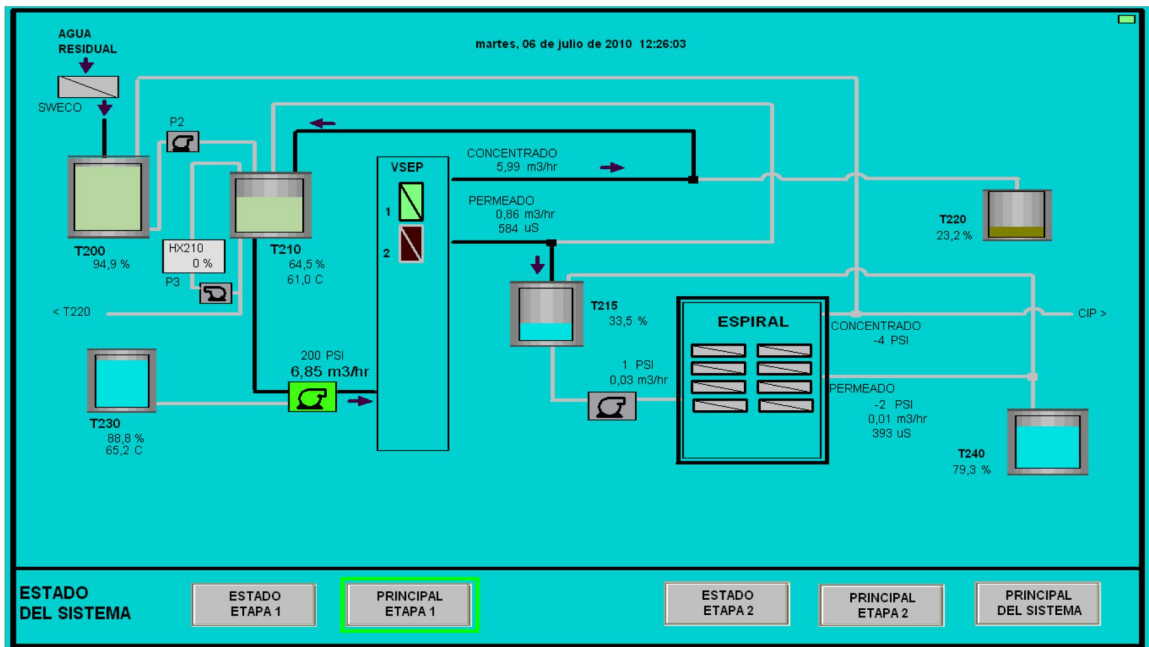 AGUA
RESIDUAL
martes, 06 de julio de 2010 12:26:03
SWECO
P2
CONCENTRADO
5,99 m3/hr
VSEP
PERMEADO
0,86 m3/hr
584 uS
1
2
T200
94,9 %
HX210
0 %
P3
T210
64,5 %
61,0 C
T220
23,2 %
< T220
T215
33,5 %
ESPIRAL
CONCENTRADO
-4 PSI
CIP >
200 PSI
6,85 m3/hr
1 PSI
0,03 m3/hr
PERMEADO
-2 PSI
0,01 m3/hr
393 uS
T230
88,8 %
65,2 C
T240
79,3 %
ESTADO
DEL SISTEMA
ESTADO
ETAPA 1
PRINCIPAL
ETAPA 1
ESTADO
ETAPA 2
PRINCIPAL
ETAPA 2
PRINCIPAL
DEL SISTEMA